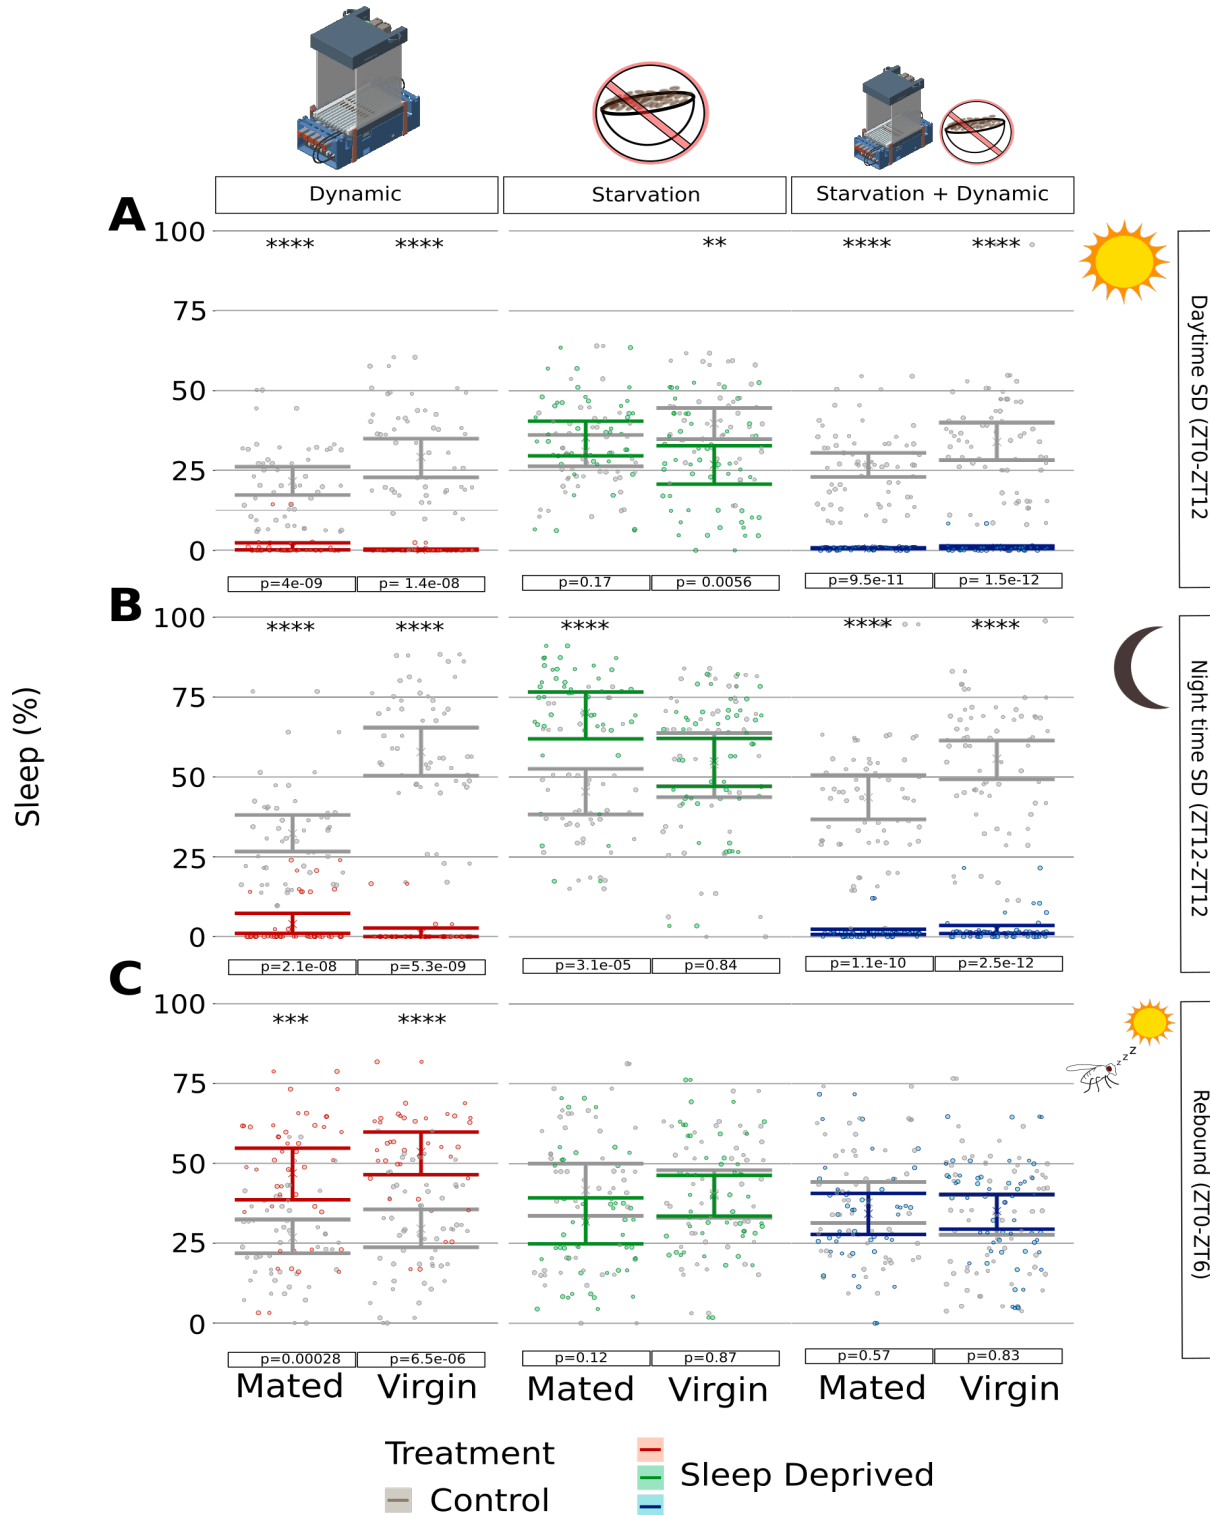 Dynamic
Starvation
Starvation + Dynamic
A
100
**** **** ** **** ****
75
50
25
0
p=4e-09 p= 1.4e-08 p=0.17 p= 0.0056 p=9.5e-11 p= 1.5e-12
Daytime SD (ZT0-ZT12
B
100
**** **** **** **** ****
75
50
25
0
p=2.1e-08 p=5.3e-09 p=3.1e-05 p=0.84 p=1.1e-10 p=2.5e-12
Night time SD (ZT12-ZT12
Sleep (%)
C
100
*** ****
z z z
75
50
25
0
p=0.00028 p=6.5e-06 p=0.12 p=0.87 p=0.57 p=0.83
Rebound (ZT0-ZT6)
Mated Virgin Mated Virgin Mated Virgin
Treatment
Control
Sleep Deprived